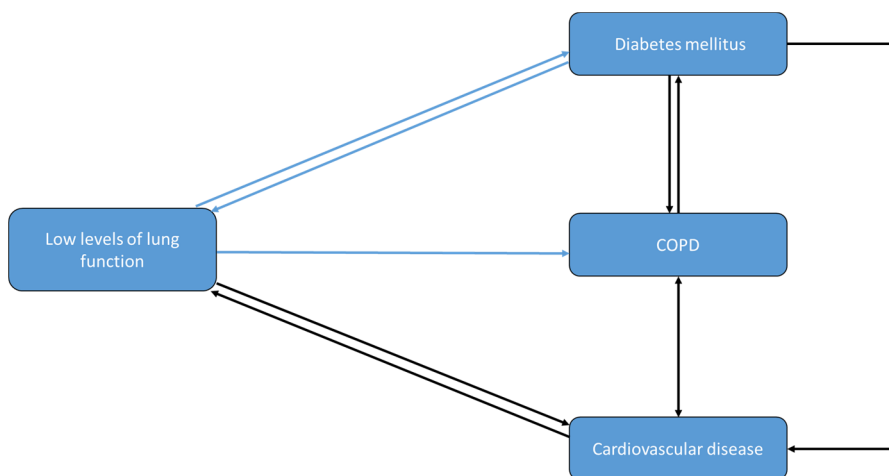 Diabetes mellitus
Low levels of lung
function
COPD
Cardiovascular disease